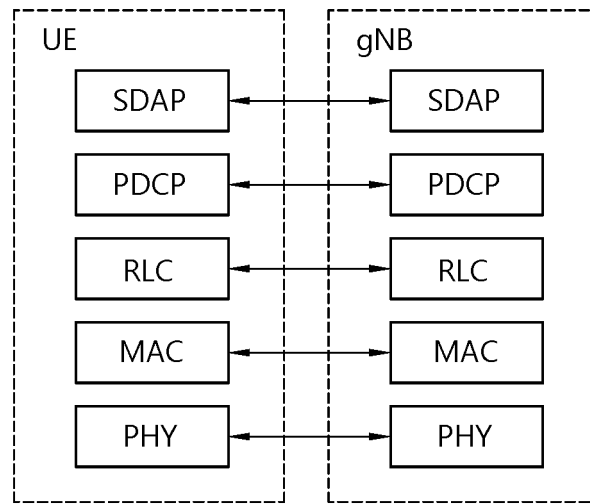 UE gNB
SDAP SDAP
PDCP PDCP
RLC RLC
MAC MAC
PHY PHY